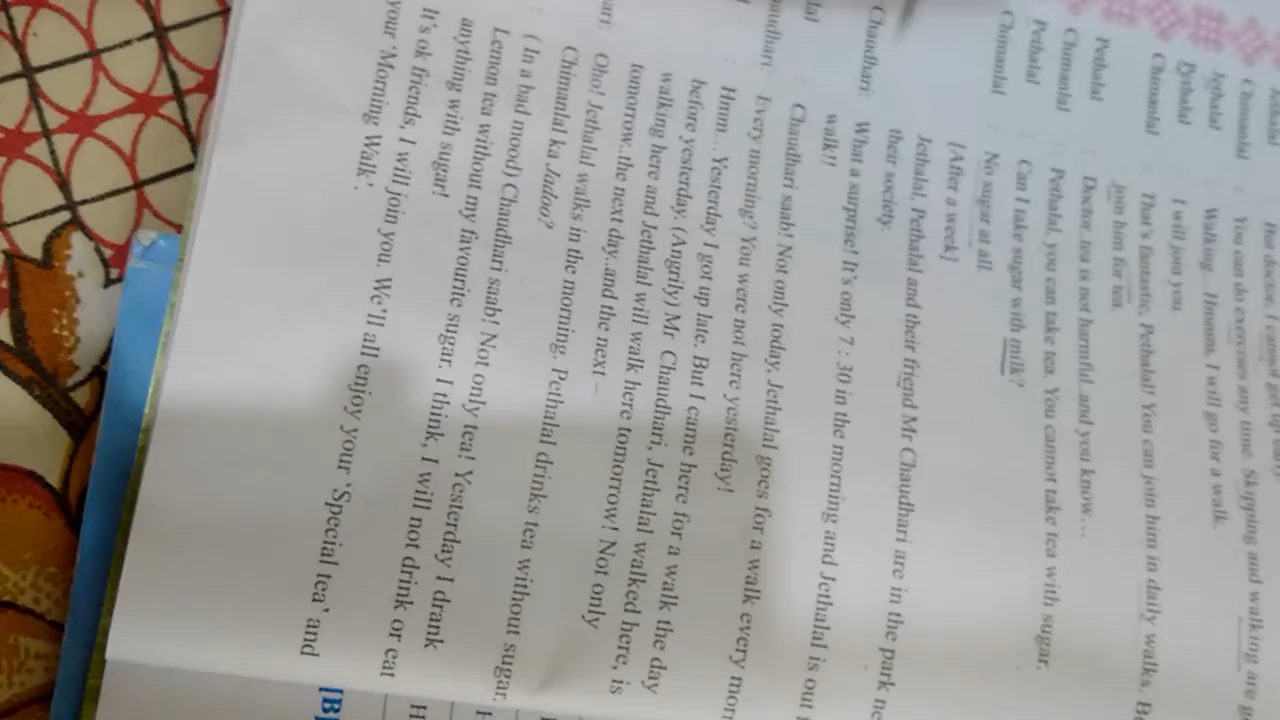 Jethalal : But doctor, I cannot get up early
Chimanlal : You can do exercises any time. Skipping and walking are
Jethalal : Walking... Hmmm, I will go for a walk.
Pethalal : I will join you.
Chimanlal : That's fantastic, Pethalal! You can join him in daily walks.
join him for tea.
Pethalal : Doctor, tea is not harmful..and you know...
Chimanlal : Pethalal, you can take tea. You cannot take tea with sugar.
Pethalal : Can I take sugar with milk?
Chimanlal : No sugar at all.
[After a week]
Jethalal, Pethalal and their friend Mr Chaudhari are in the park
their society.
Chaudhari: What a surprise! It's only 7 : 30 in the morning and Jethalal is out
walk!!
lal : Chaudhari saab! Not only today, Jethalal goes for a walk every morn
audhari: Every morning? You were not here yesterday!
: Hmm... Yesterday I got up late. But I came here for a walk the day
before yesterday. (Angrily) Mr Chaudhari, Jethalal walked here, is
walking here and Jethalal will walk here tomorrow! Not only
tomorrow..the next day..and the next –
ari: Oho! Jethalal walks in the morning. Pethalal drinks tea without sugar.
Chimanlal ka Jadoo?
: ( In a bad mood) Chaudhari saab! Not only tea! Yesterday I drank
Lemon tea without my favourite sugar. I think, I will not drink or eat
anything with sugar!
It's ok friends, I will join you. We'll all enjoy your 'Special tea' and
your 'Morning Walk'.
[B]